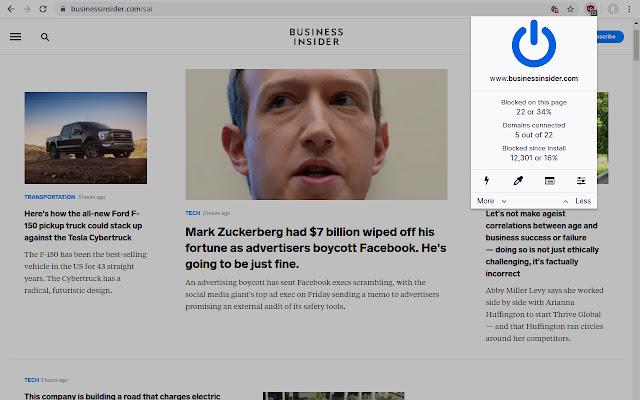 businessinsider.com/sai
BUSINESS
INSIDER
scribe
www.businessinsider.com
Blocked on this page
22 or 34%
Domains connected
5 out of 22
Blocked since install
12,301 or 16%
More
Less
TRANSPORTATION 3 hours ago
Here's how the all-new Ford F-
150 pickup truck could stack up
against the Tesla Cybertruck
The F-150 has been the best-selling
vehicle in the US for 43 straight
years. The Cybertruck has a
radical, futuristic design.
TECH 2 hours ago
Mark Zuckerberg had $7 billion wiped off his
fortune as advertisers boycott Facebook. He's
going to be just fine.
An advertising boycott has sent Facebook execs scrambling, with the
social media giant's top ad exec on Friday sending a memo to advertisers
promising an external audit of its safety tools.
Let's not make ageist
correlations between age and
business success or failure
— doing so is not just ethically
challenging, it's factually
incorrect
Abby Miller Levy says she worked
side by side with Arianna
Huffington to start Thrive Global
— and that Huffington ran circles
around her competitors.
TECH 3 hours ago
This company is building a road that charges electric